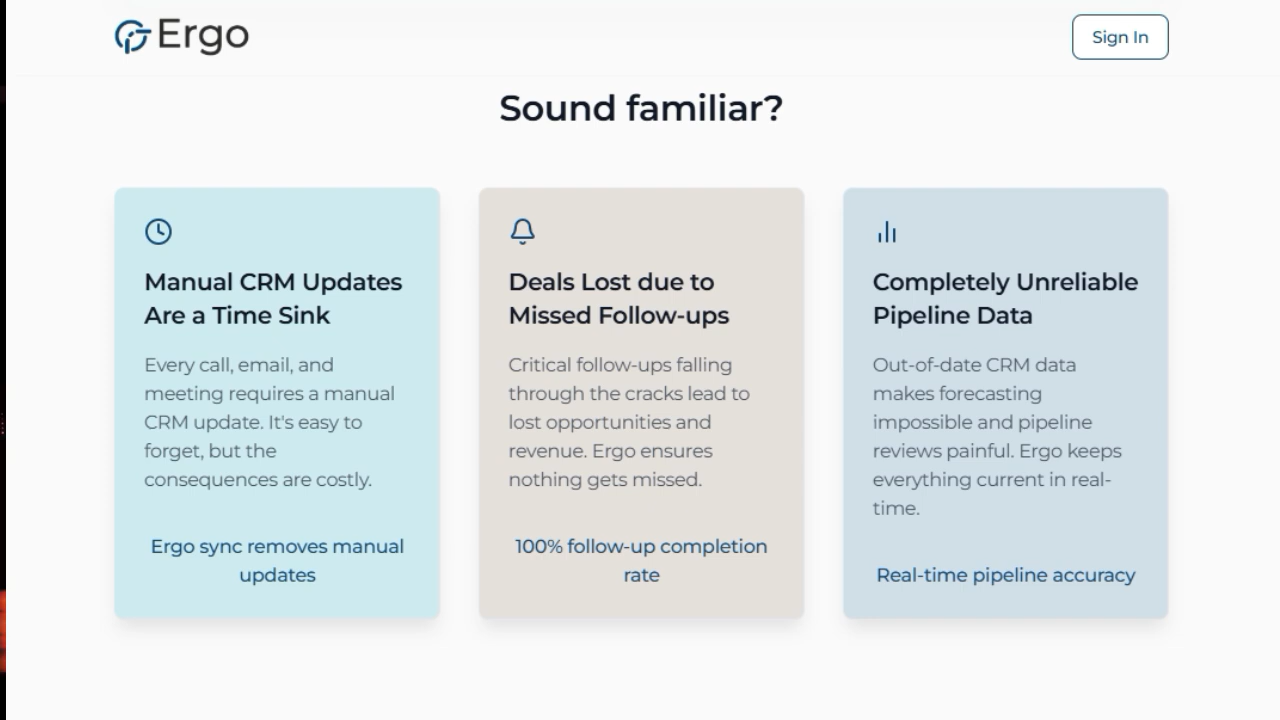 Ergo
Sign In
Sound familiar?
Manual CRM Updates
Are a Time Sink
Every call, email, and
meeting requires a manual
CRM update. It's easy to
forget, but the
consequences are costly.
Ergo sync removes manual
updates
Deals Lost due to
Missed Follow-ups
Critical follow-ups falling
through the cracks lead to
lost opportunities and
revenue. Ergo ensures
nothing gets missed.
100% follow-up completion
rate
Completely Unreliable
Pipeline Data
Out-of-date CRM data
makes forecasting
impossible and pipeline
reviews painful. Ergo keeps
everything current in real-
time.
Real-time pipeline accuracy